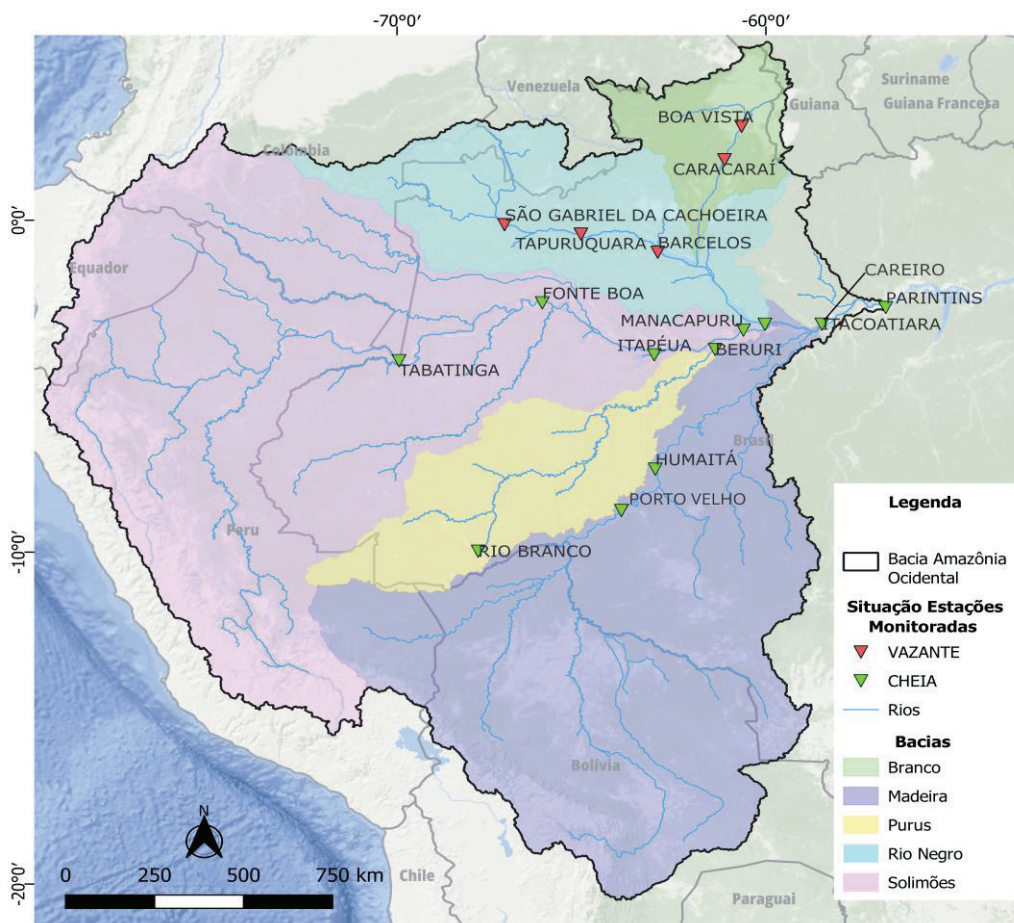 -70°0'
-60°0'
Venezuela
Suriname
Guiana
Guiana Francesa
BOA VISTA
Colômbia
CARACARAÍ
0°0'
SÃO GABRIEL DA CACHOEIRA
TAPURUQUARA
BARCELOS
Equador
CAREIRO
FONTE BOA
PARINTINS
MANACAPURU
ITACOATIARA
ITAPÉUA
BERURI
TABATINGA
Brasil
HUMAITÁ
PORTO VELHO
Peru
-10°0'
RIO BRANCO
Bolívia
N
0 250 500 750 km
Chile
Paraguai
-20°0'
Legenda
Bacia Amazônia
Ocidental
Situação Estações
Monitoradas
VAZANTE
CHEIA
Rios
Bacias
Branco
Madeira
Purus
Rio Negro
Solimões